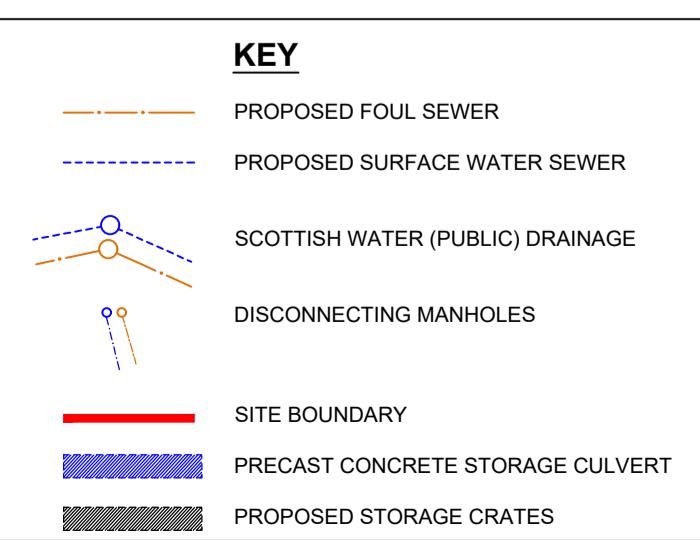 KEY
PROPOSED FOUL SEWER
PROPOSED SURFACE WATER SEWER
SCOTTISH WATER (PUBLIC) DRAINAGE
DISCONNECTING MANHOLES
SITE BOUNDARY
PRECAST CONCRETE STORAGE CULVERT
PROPOSED STORAGE CRATES